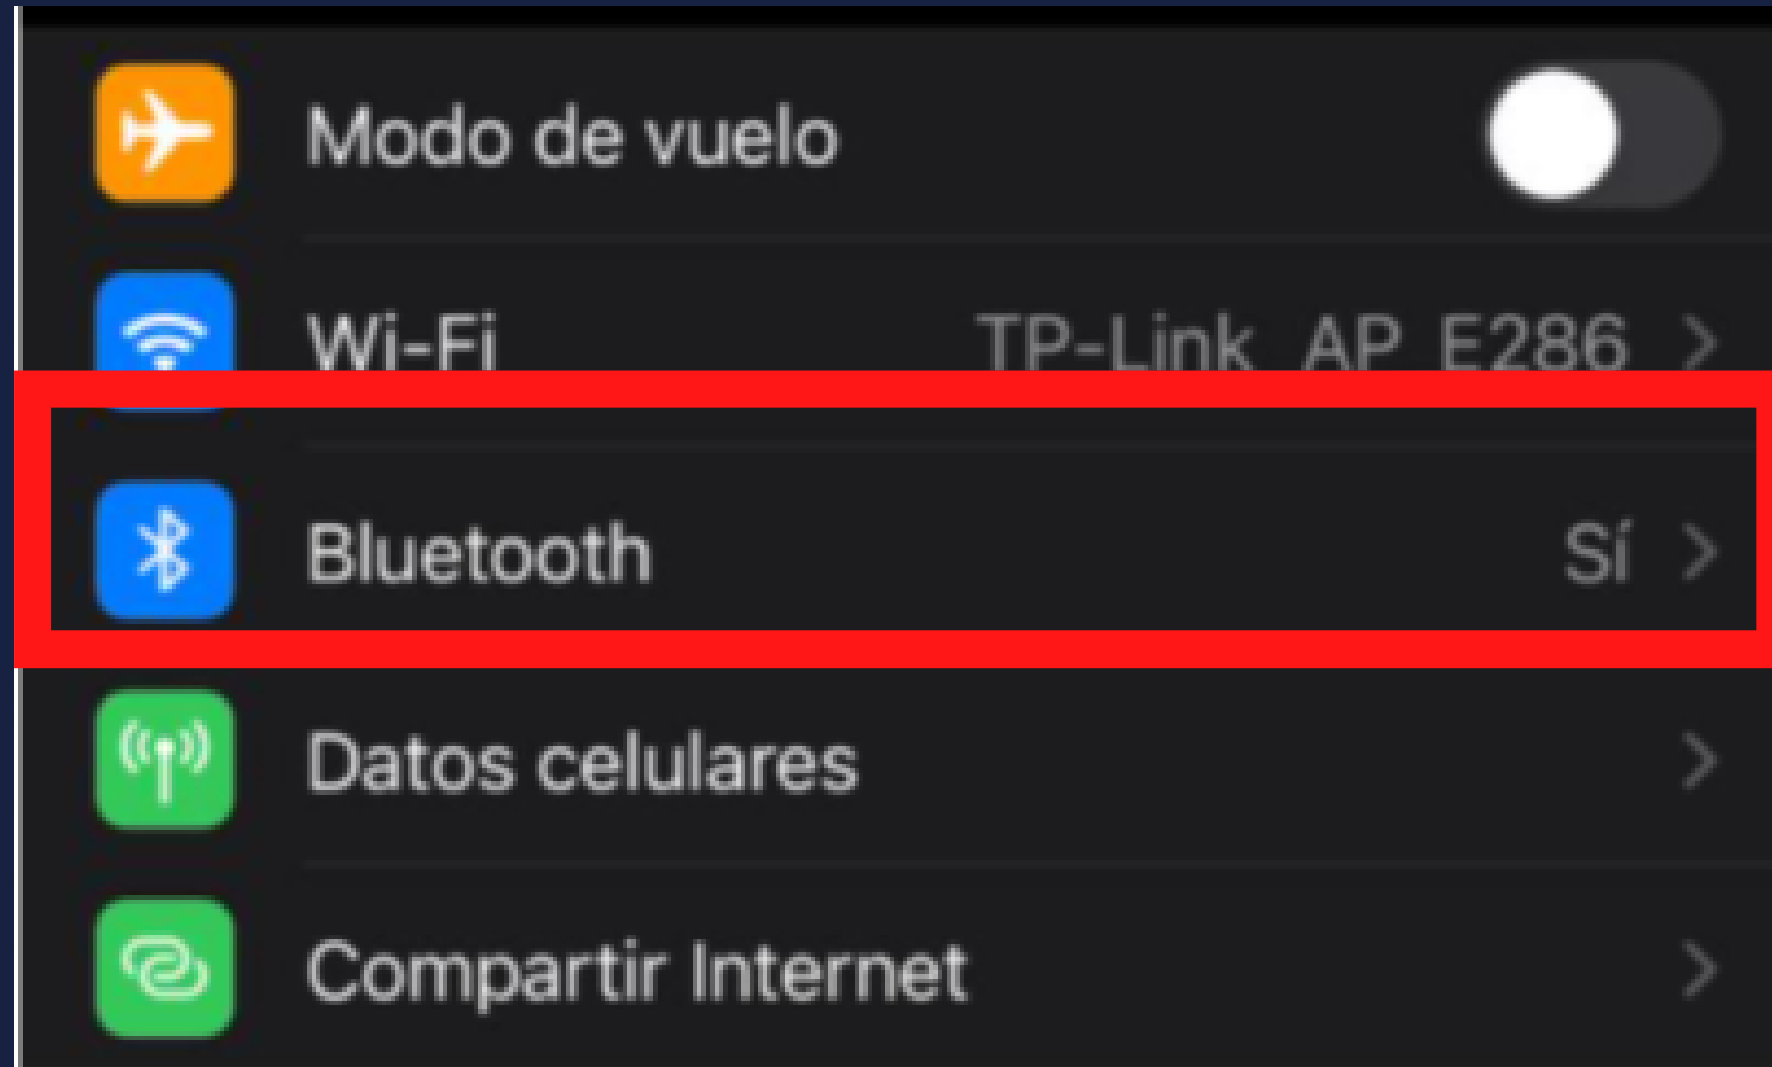 Modo de vuelo
Wi-Fi TP-Link_AP_E286
Bluetooth Sí
Datos celulares
Compartir Internet